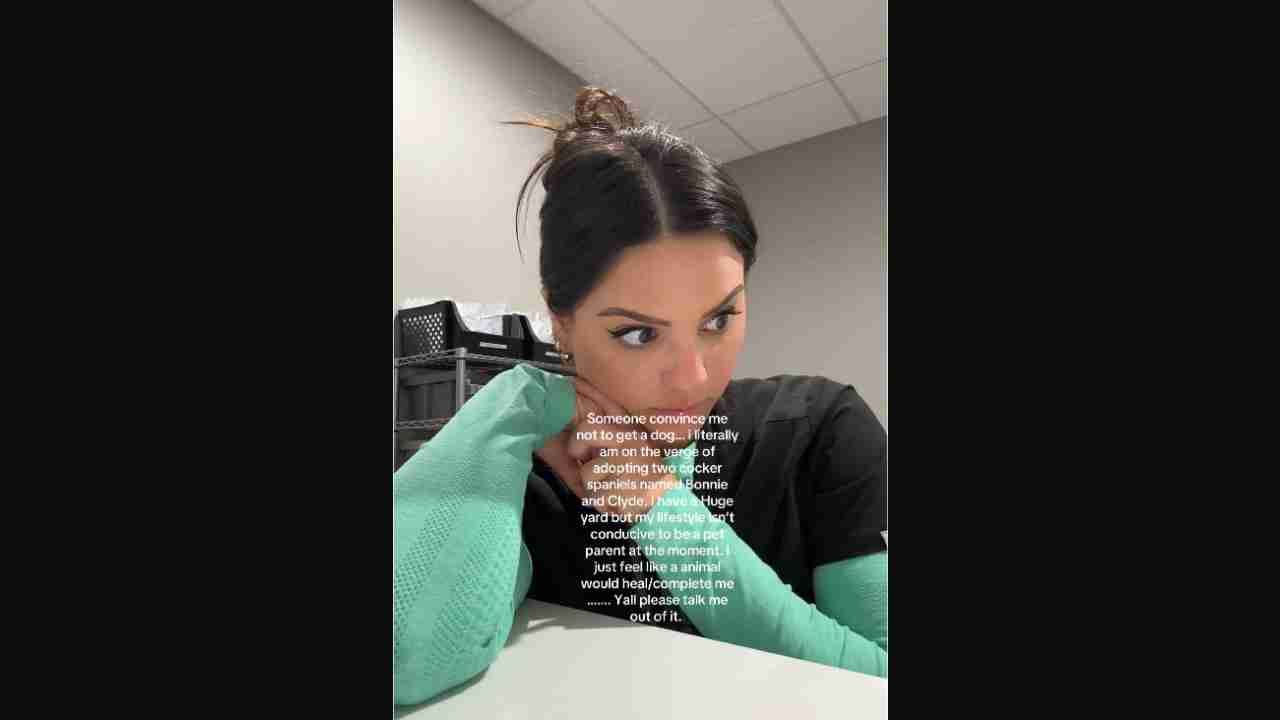 Someone convince me
not to get a dog... i literally
am on the verge of
adopting two cocker
spaniels named Bonnie
and Clyde, I have a Huge
yard but my lifestyle isn't
conducive to be a pet
parent at the moment. I
just feel like a animal
would heal/complete me
....... Yall please talk me
out of it.